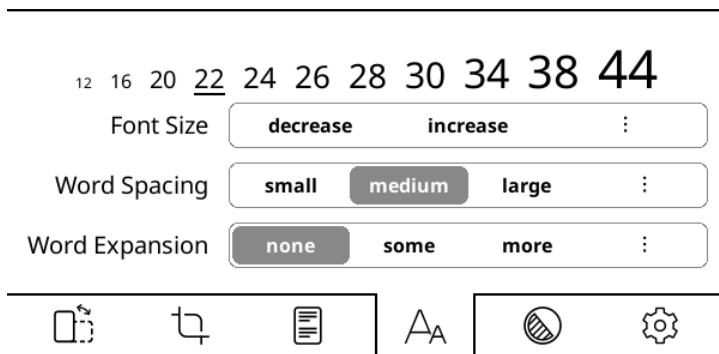 12 16 20 22 24 26 28 30 34 38 44
Font Size decrease increase ⋮
Word Spacing small medium large ⋮
Word Expansion none some more ⋮
AA